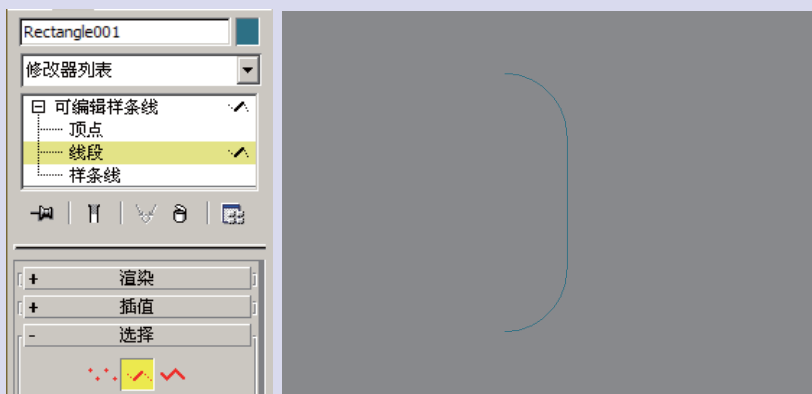 Rectangle001
修改器列表
可编辑样条线
顶点
线段
样条线
+ 渲染
+ 插值
- 选择